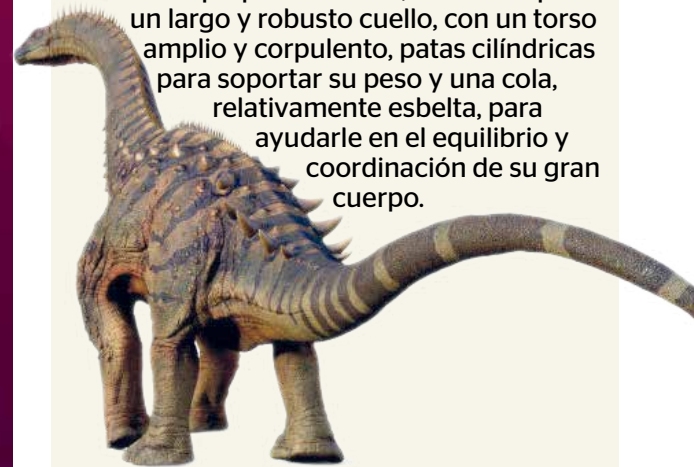 un largo y robusto cuello, con un torso
amplio y corpulento, patas cilíndricas
para soportar su peso y una cola,
relativamente esbelta, para
ayudarle en el equilibrio y
coordinación de su gran
cuerpo.